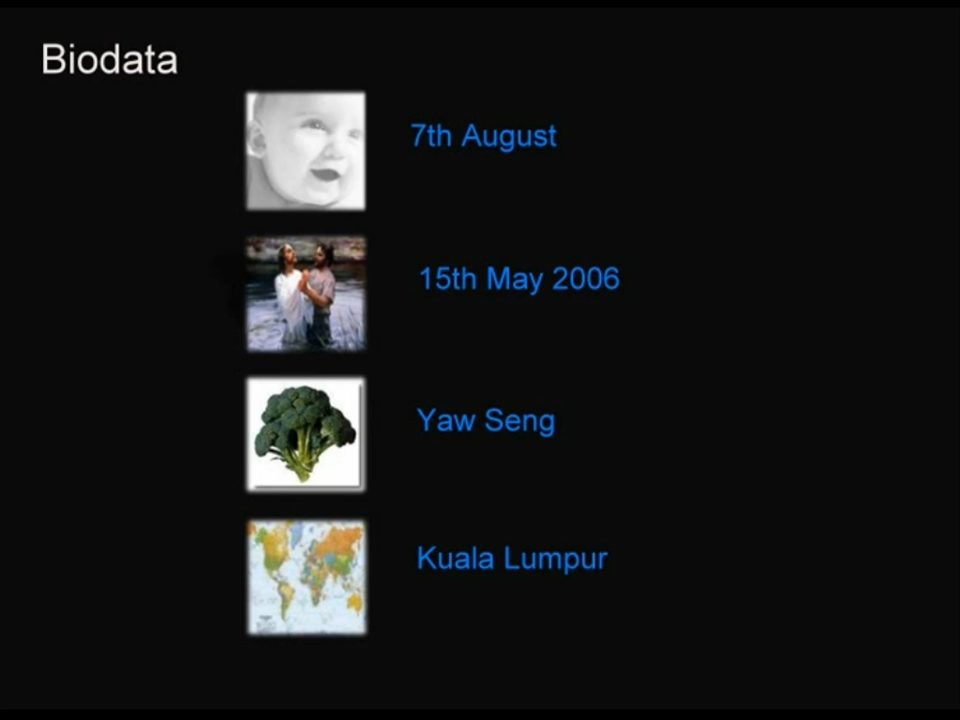 Biodata
7th August
15th May 2006
Yaw Seng
Kuala Lumpur